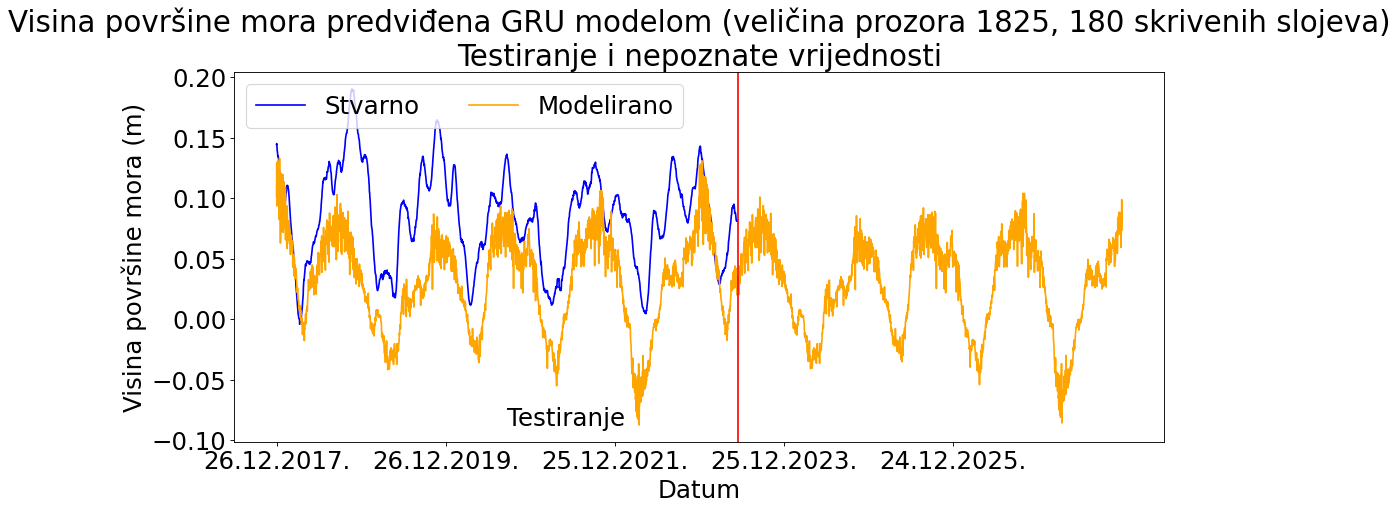 Visina površine mora predviđena GRU modelom (veličina prozora 1825, 180 skrivenih slojeva)
Testiranje i nepoznate vrijednosti
Stvarno
Modelirano
Visina površine mora (m)
0.20
0.15
0.10
0.05
0.00
−0.05
−0.10
Testiranje
26.12.2017.
26.12.2019.
25.12.2021.
25.12.2023.
24.12.2025.
Datum